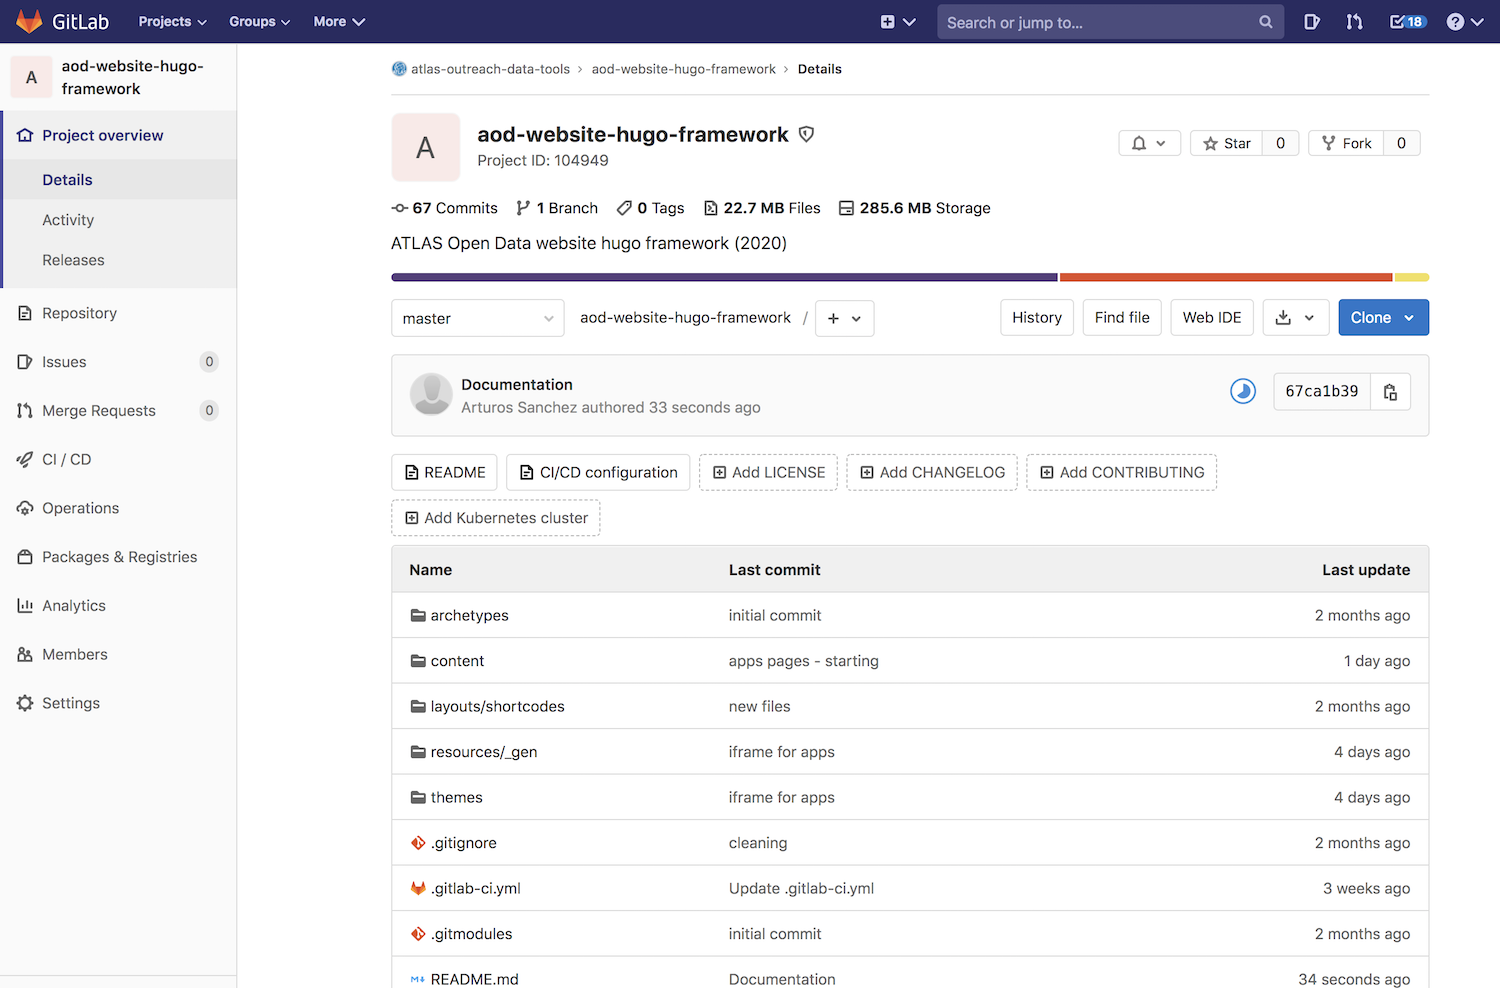 GitLab Projects Groups More Search or jump to... 18
A aod-website-hugo-
framework
Project overview
Details
Activity
Releases
Repository
Issues 0
Merge Requests 0
CI / CD
Operations
Packages & Registries
Analytics
Members
Settings
atlas-outreach-data-tools › aod-website-hugo-framework › Details
A
aod-website-hugo-framework
Project ID: 104949
Star 0 Fork 0
67 Commits 1 Branch 0 Tags 22.7 MB Files 285.6 MB Storage
ATLAS Open Data website hugo framework (2020)
master aod-website-hugo-framework / + History Find file Web IDE Clone
Documentation
Arturos Sanchez authored 33 seconds ago
67ca1b39
README CI/CD configuration Add LICENSE Add CHANGELOG Add CONTRIBUTING
Add Kubernetes cluster
Name Last commit Last update
archetypes initial commit 2 months ago
content apps pages - starting 1 day ago
layouts/shortcodes new files 2 months ago
resources/_gen iframe for apps 4 days ago
themes iframe for apps 4 days ago
.gitignore cleaning 2 months ago
.gitlab-ci.yml Update .gitlab-ci.yml 3 weeks ago
.gitmodules initial commit 2 months ago
README.md Documentation 34 seconds ago